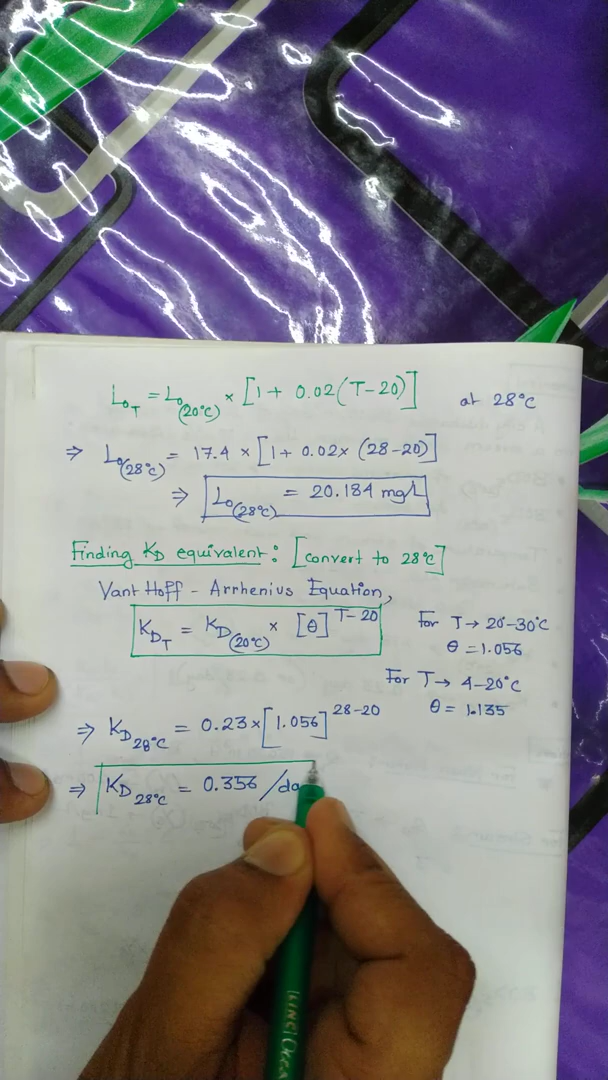 L₀T = L₀(20°C) × [1 + 0.02(T-20)] at 28°C
⇒ L₀(28°C) = 17.4 × [1 + 0.02× (28-20)]
⇒ L₀(28°C) = 20.184 mg/L
Finding KD equivalent: [convert to 28°C]
Vant Hoff - Arrhenius Equation,
KDT = KD(20°C) × [θ]^T-20
For T → 20-30°C
θ = 1.056
For T → 4-20°C
θ = 1.135
⇒ KD28°C = 0.23×[1.056]^28-20
⇒ KD28°C = 0.356 /da